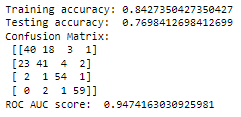 Training accuracy: 0.8427350427350427
Testing accuracy: 0.7698412698412699
Confusion Matrix:
[[40 18  3  1]
[23 41  4  2]
[ 2  1 54  1]
[ 0  2  1 59]]
ROC AUC score:  0.9474163030925981